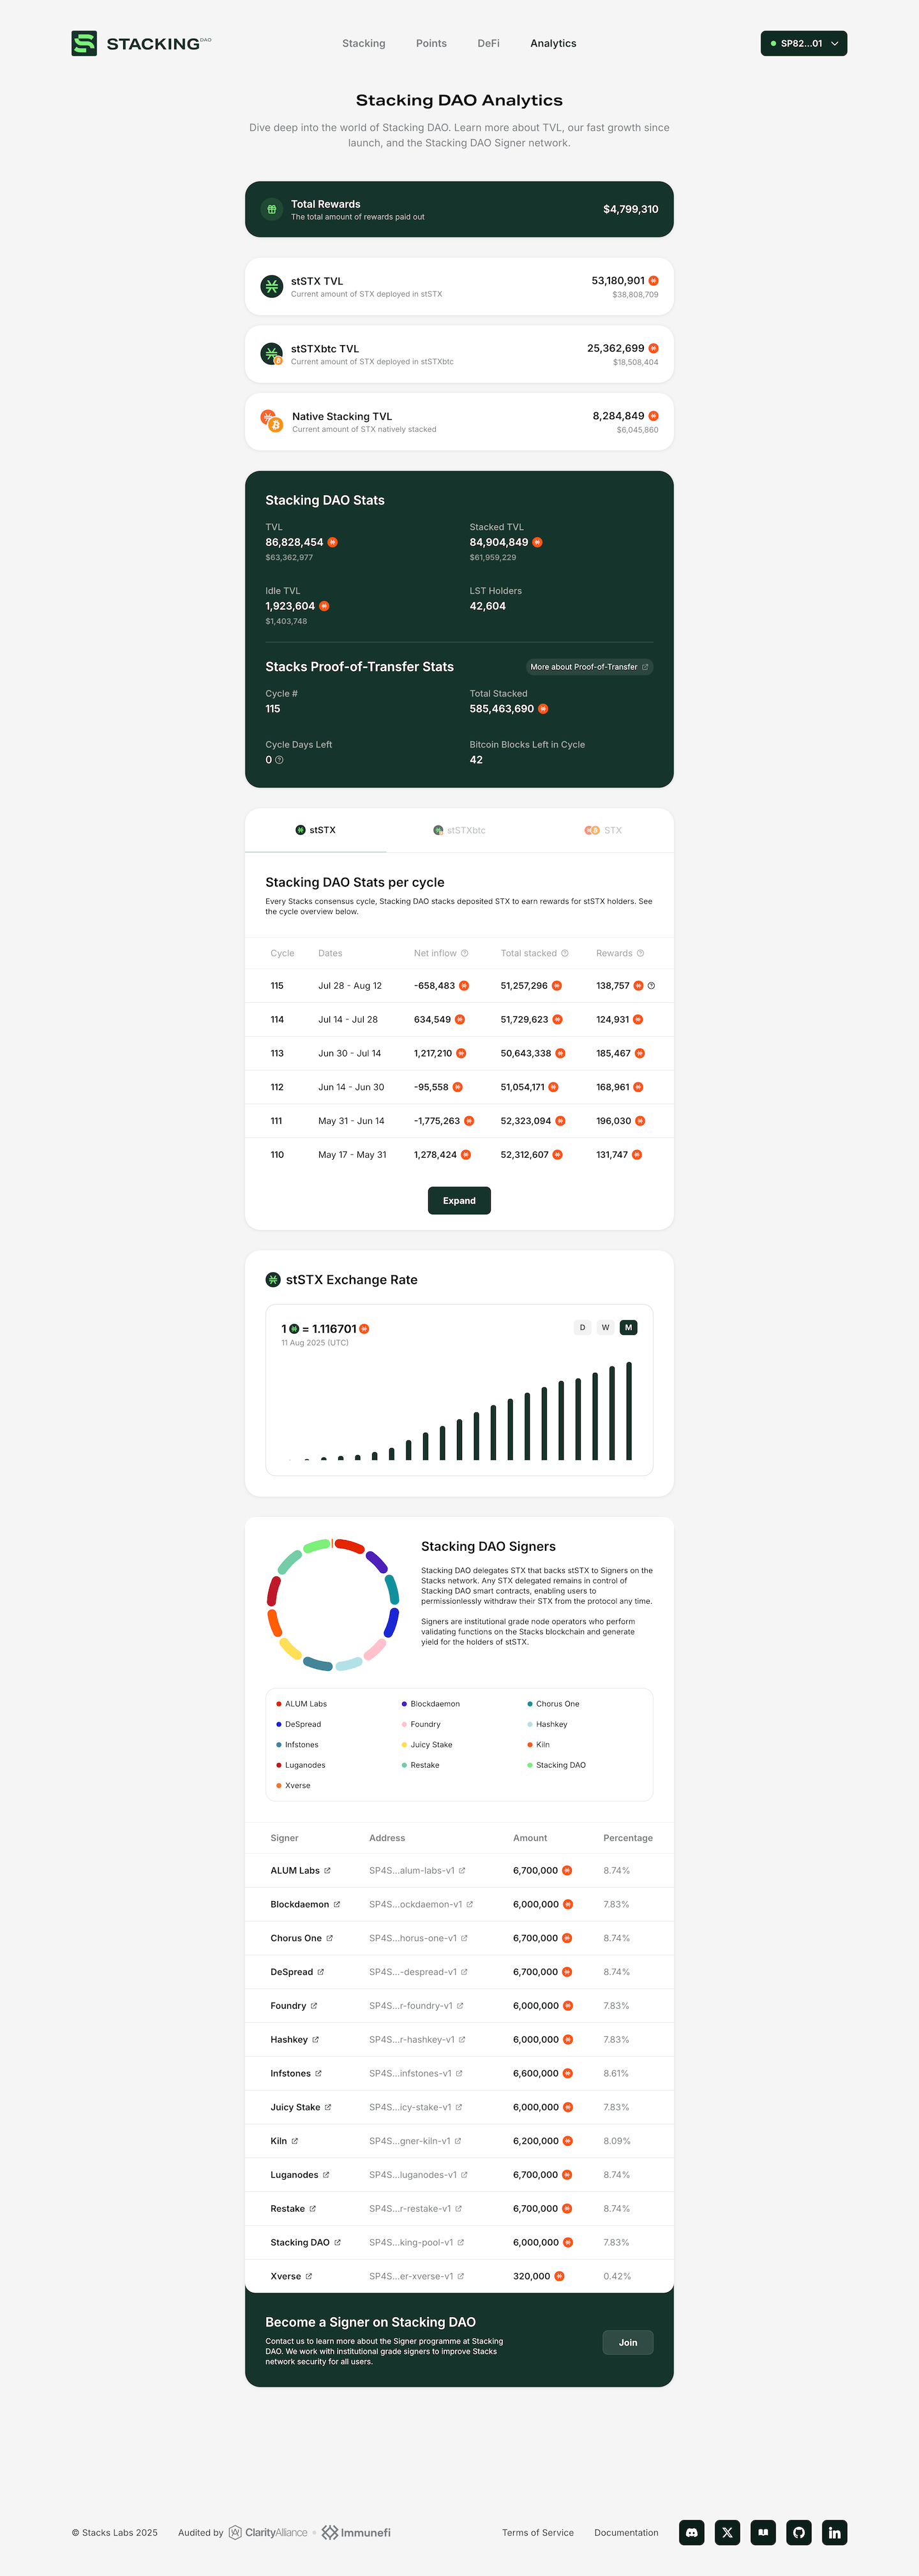 STACKING DAO
Stacking Points DeFi Analytics
SP82...01
Stacking DAO Analytics
Dive deep into the world of Stacking DAO. Learn more about TVL, our fast growth since
launch, and the Stacking DAO Signer network.
Total Rewards
The total amount of rewards paid out
$4,799,310
stSTX TVL
Current amount of STX deployed in stSTX
53,180,901
$38,808,709
stSTXbtc TVL
Current amount of STX deployed in stSTXbtc
25,362,699
$18,508,404
Native Stacking TVL
Current amount of STX natively stacked
8,284,849
$6,045,860
Stacking DAO Stats
TVL
86,828,454
$63,362,977
Stacked TVL
84,904,849
$61,959,229
Idle TVL
1,923,604
$1,403,748
LST Holders
42,604
Stacks Proof-of-Transfer Stats
More about Proof-of-Transfer
Cycle #
115
Total Stacked
585,463,690
Cycle Days Left
0
Bitcoin Blocks Left in Cycle
42
stSTX stSTXbtc STX
Stacking DAO Stats per cycle
Every Stacks consensus cycle, Stacking DAO stacks deposited STX to earn rewards for stSTX holders. See
the cycle overview below.
Cycle Dates Net inflow Total stacked Rewards
115 Jul 28 - Aug 12 -658,483 51,257,296 138,757
114 Jul 14 - Jul 28 634,549 51,729,623 124,931
113 Jun 30 - Jul 14 1,217,210 50,643,338 185,467
112 Jun 14 - Jun 30 -95,558 51,054,171 168,961
111 May 31 - Jun 14 -1,775,263 52,323,094 196,030
110 May 17 - May 31 1,278,424 52,312,607 131,747
Expand
stSTX Exchange Rate
1 = 1.116701
11 Aug 2025 (UTC)
D W M
Stacking DAO Signers
Stacking DAO delegates STX that backs stSTX to Signers on the
Stacks network. Any STX delegated remains in control of
Stacking DAO smart contracts, enabling users to
permissionlessly withdraw their STX from the protocol any time.
Signers are institutional grade node operators who perform
validating functions on the Stacks blockchain and generate
yield for the holders of stSTX.
ALUM Labs Blockdaemon Chorus One
DeSpread Foundry Hashkey
Infstones Juicy Stake Kiln
Luganodes Restake Stacking DAO
Xverse
Signer Address Amount Percentage
ALUM Labs SP4S...alum-labs-v1 6,700,000 8.74%
Blockdaemon SP4S...ockdaemon-v1 6,000,000 7.83%
Chorus One SP4S...horus-one-v1 6,700,000 8.74%
DeSpread SP4S...-despread-v1 6,700,000 8.74%
Foundry SP4S...r-foundry-v1 6,000,000 7.83%
Hashkey SP4S...r-hashkey-v1 6,000,000 7.83%
Infstones SP4S...infstones-v1 6,600,000 8.61%
Juicy Stake SP4S...icy-stake-v1 6,000,000 7.83%
Kiln SP4S...gner-kiln-v1 6,200,000 8.09%
Luganodes SP4S...luganodes-v1 6,700,000 8.74%
Restake SP4S...r-restake-v1 6,700,000 8.74%
Stacking DAO SP4S...king-pool-v1 6,000,000 7.83%
Xverse SP4S...er-xverse-v1 320,000 0.42%
Become a Signer on Stacking DAO
Contact us to learn more about the Signer programme at Stacking
DAO. We work with institutional grade signers to improve Stacks
network security for all users.
Join
© Stacks Labs 2025 Audited by ClarityAlliance Immunefi Terms of Service Documentation